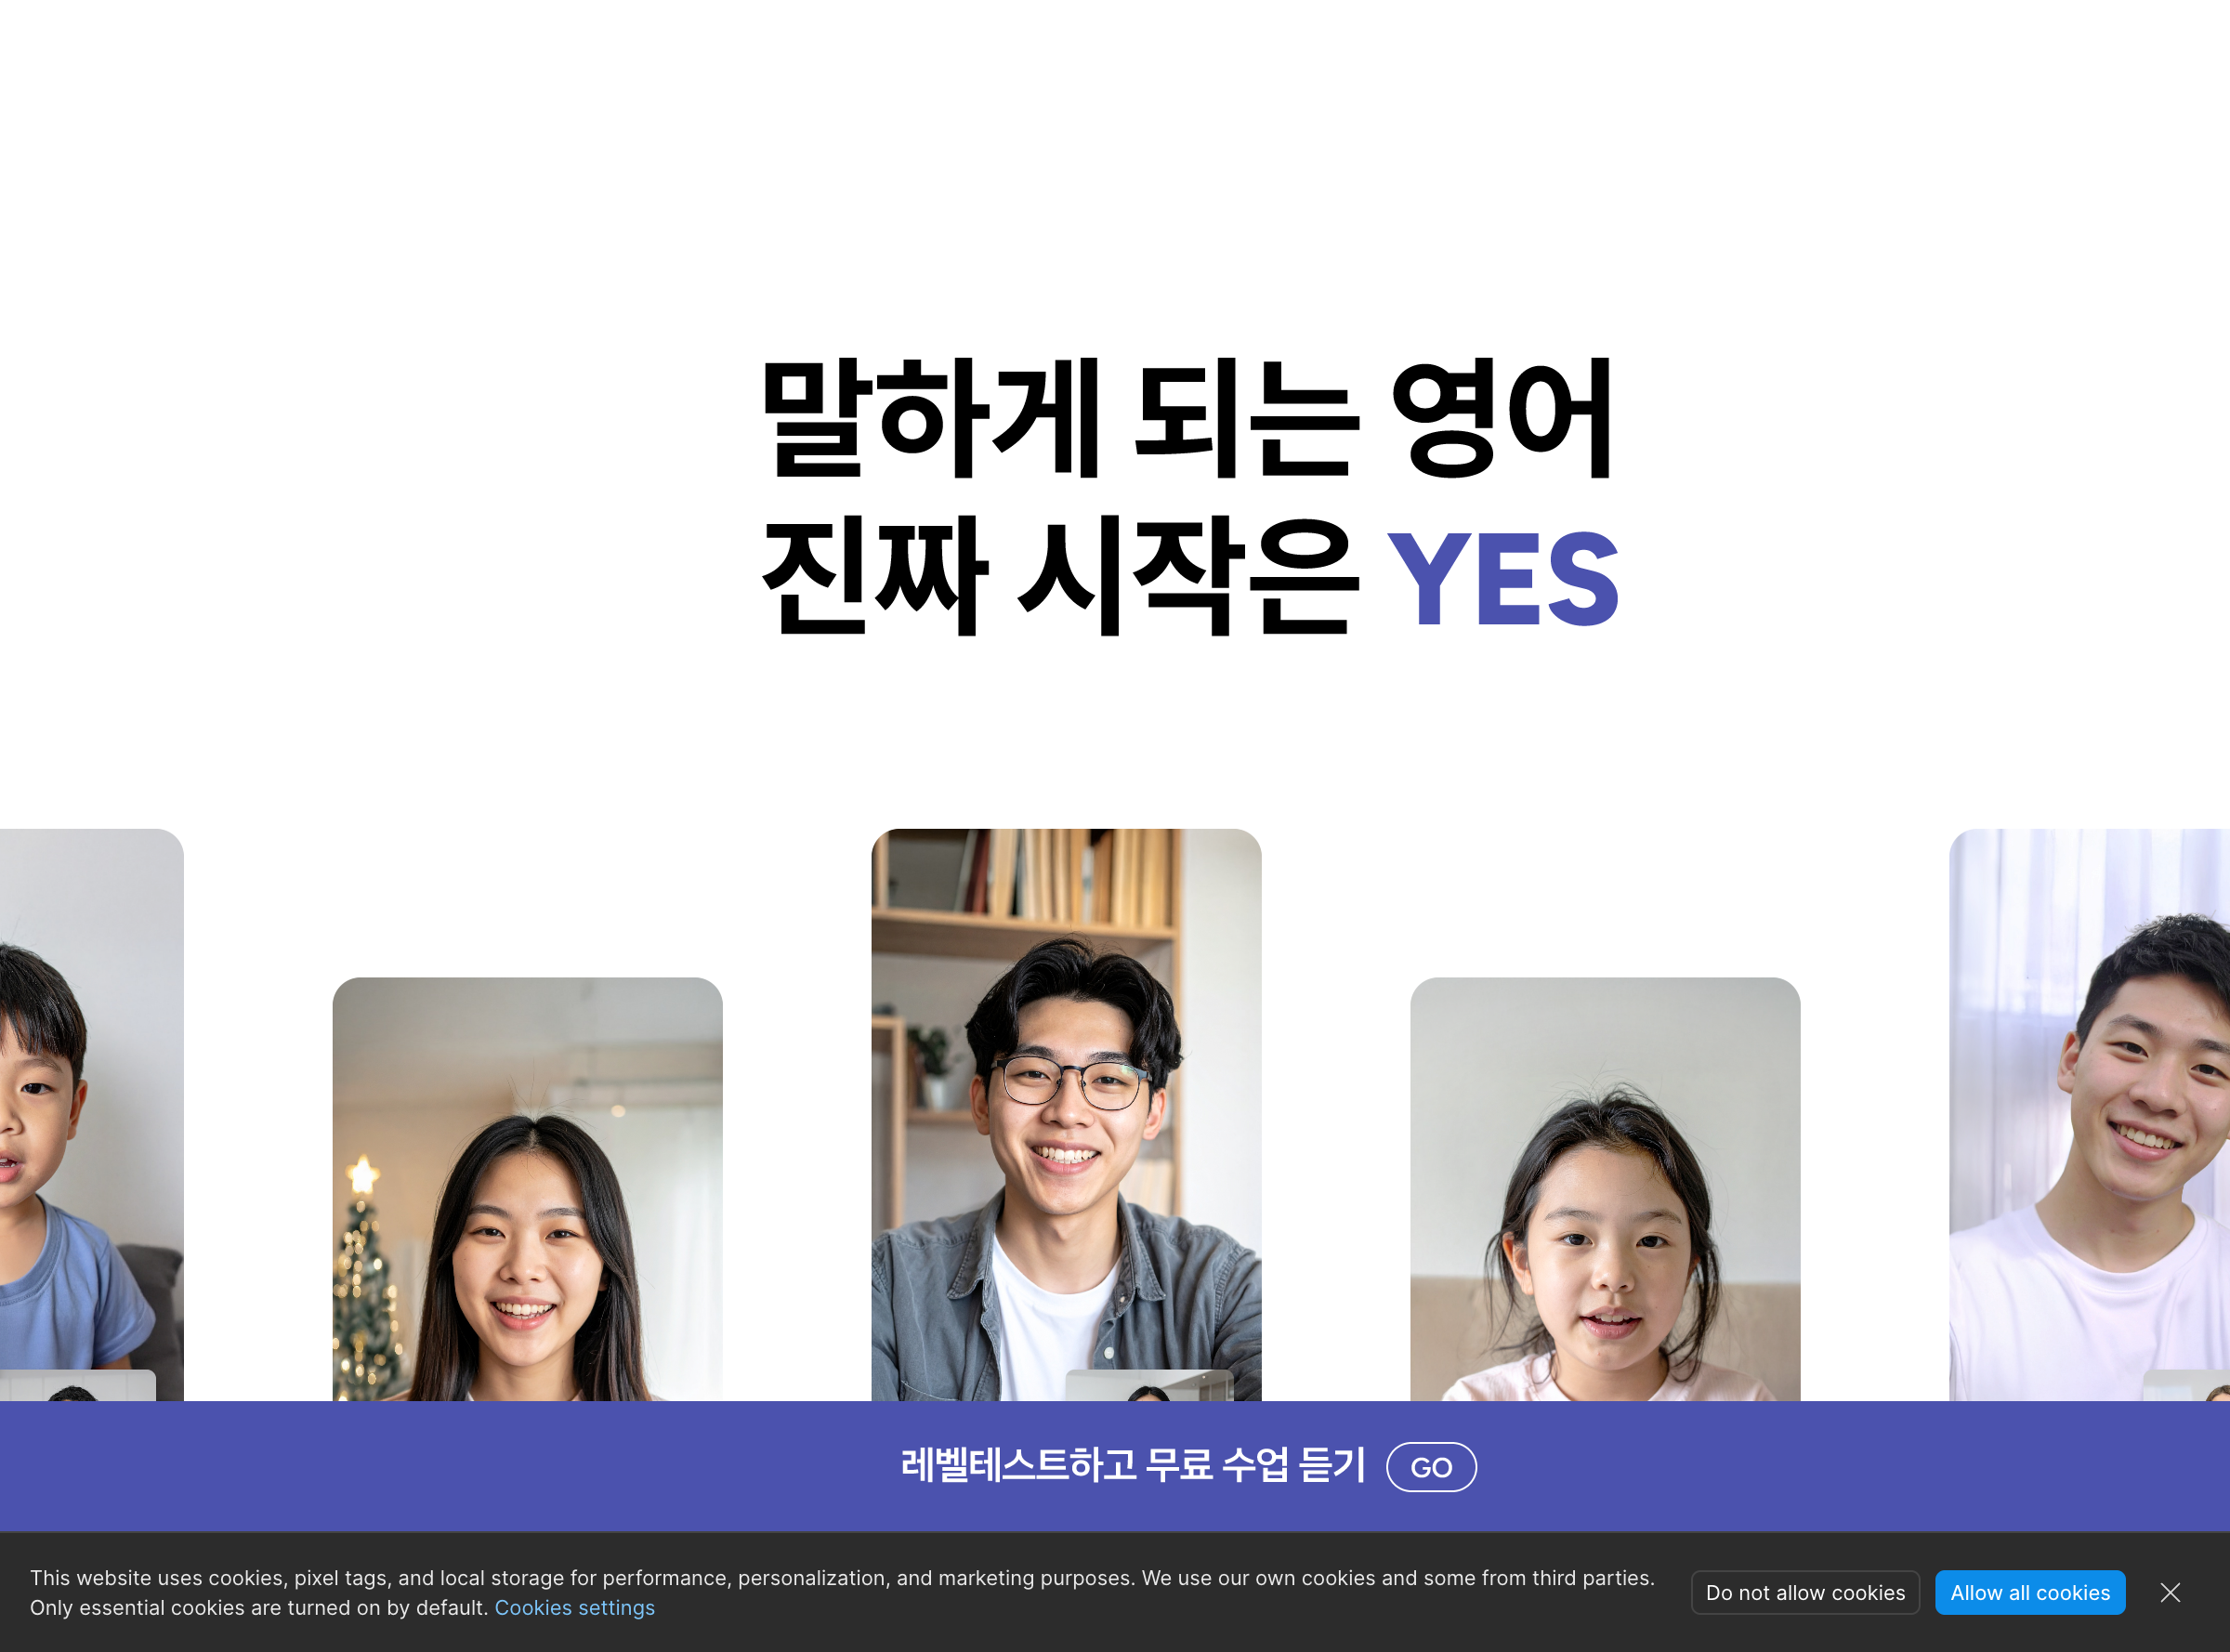 말하게 되는 영어
진짜 시작은 YES
레벨테스트하고 무료 수업 듣기 GO
This website uses cookies, pixel tags, and local storage for performance, personalization, and marketing purposes. We use our own cookies and some from third parties.
Only essential cookies are turned on by default. Cookies settings
Do not allow cookies
Allow all cookies